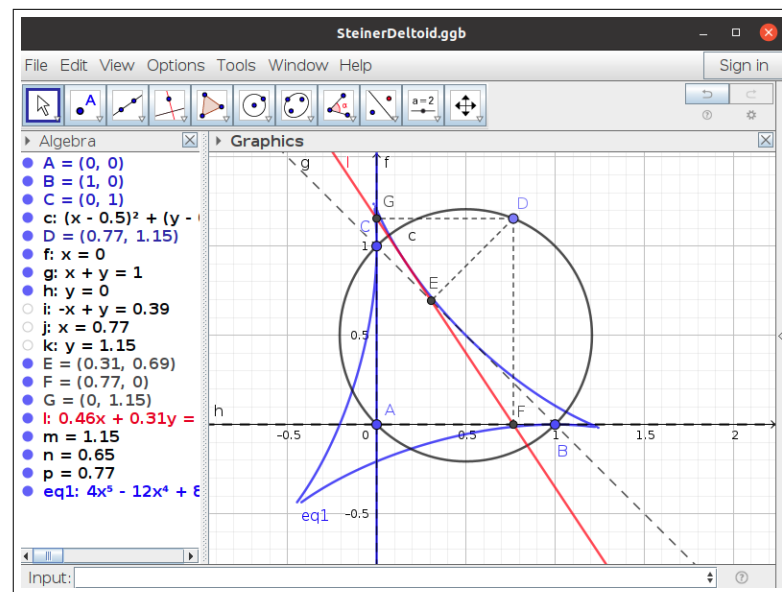 SteinerDeltoid.ggb
File Edit View Options Tools Window Help
Sign in
A
α
a=2
Algebra
A = (0, 0)
B = (1, 0)
C = (0, 1)
c: (x - 0.5)² + (y -
D = (0.77, 1.15)
f: x = 0
g: x + y = 1
h: y = 0
i: -x + y = 0.39
j: x = 0.77
k: y = 1.15
E = (0.31, 0.69)
F = (0.77, 0)
G = (0, 1.15)
l: 0.46x + 0.31y =
m = 1.15
n = 0.65
p = 0.77
eq1: 4x⁵ - 12x⁴ + 8
Graphics
g l f
G D
C c
1
E
0.5
h A F
-0.5 0 0.5 1 1.5 2
B
eq1 -0.5
Input: